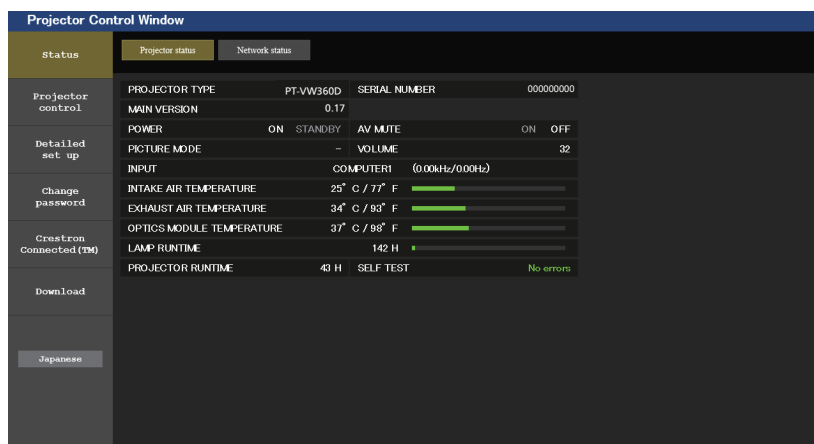 Projector Control Window
Status
Projector status
Network status
Projector
control
Detailed
set up
Change
password
Crestron
Connected(TM)
Download
Japanese
PROJECTOR TYPE PT-VW360D SERIAL NUMBER 000000000
MAIN VERSION 0.17
POWER ON STANDBY AV MUTE ON OFF
PICTURE MODE – VOLUME 32
INPUT COMPUTER1 (0.00kHz/0.00Hz)
INTAKE AIR TEMPERATURE 25° C / 77° F
EXHAUST AIR TEMPERATURE 34° C / 93° F
OPTICS MODULE TEMPERATURE 37° C / 98° F
LAMP RUNTIME 142 H
PROJECTOR RUNTIME 43 H SELF TEST No errors